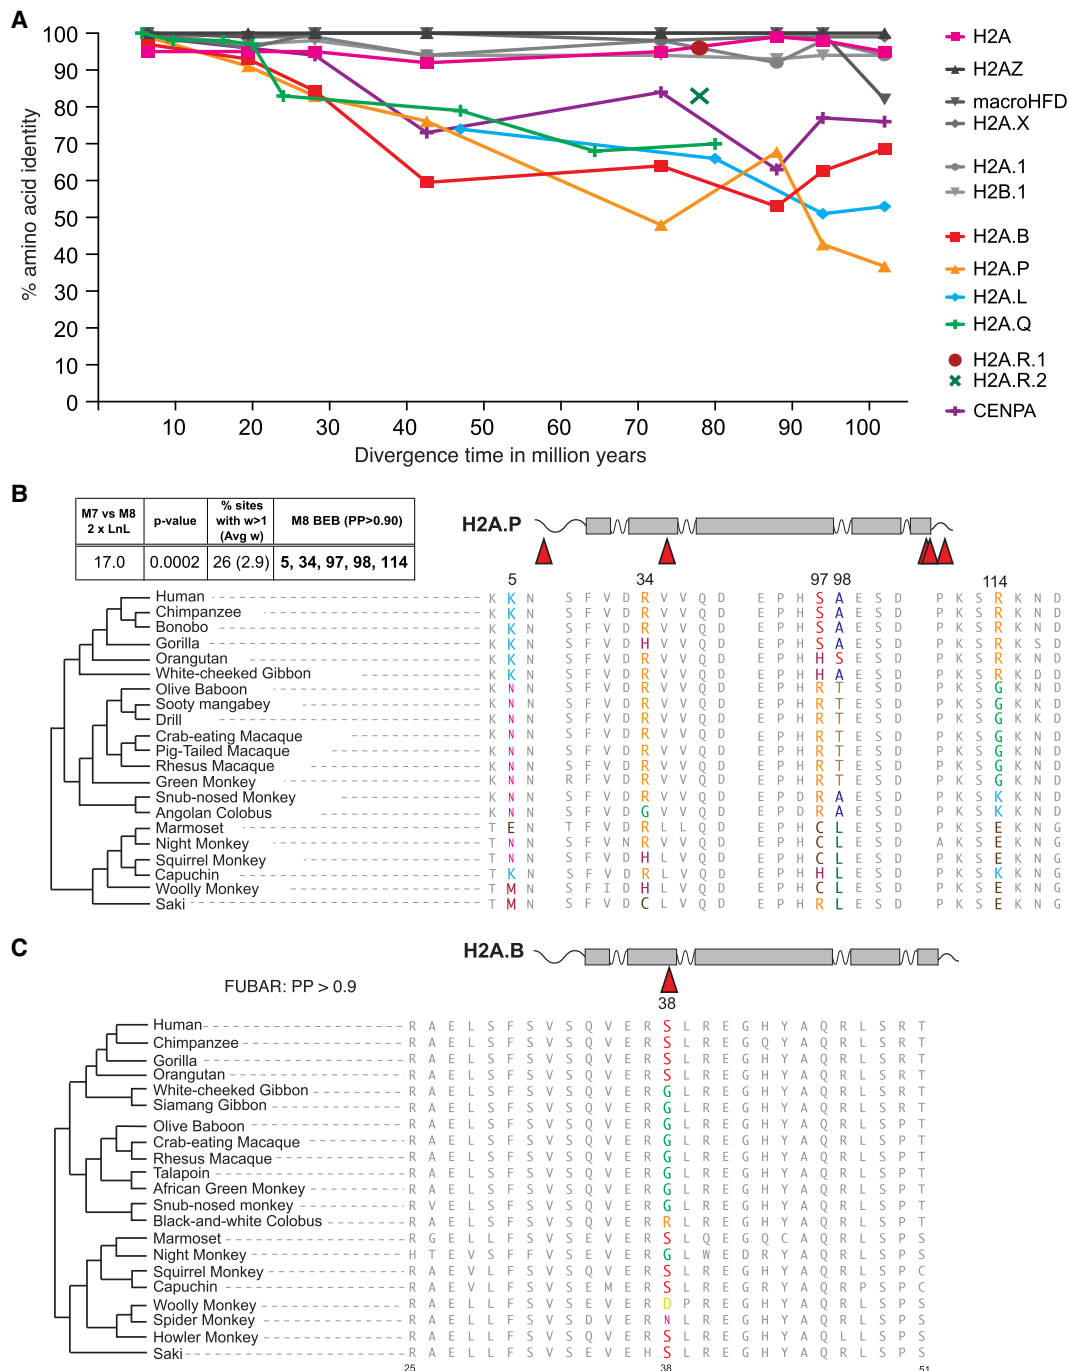 A
100
90
80
70
60
50
40
30
20
10
0
% amino acid identity
10 20 30 40 50 60 70 80 90 100
Divergence time in million years
H2A
H2AZ
macroHFD
H2A.X
H2A.1
H2B.1
H2A.B
H2A.P
H2A.L
H2A.Q
H2A.R.1
H2A.R.2
CENPA
B
M7 vs M8 2 x LnL p-value % sites with w>1 (Avg w) M8 BEB (PP>0.90)
17.0 0.0002 26 (2.9) 5, 34, 97, 98, 114
H2A.P
5 34 97 98 114
Human K K N S F V D R V V Q D E P H S A E S D P K S R K N D
Chimpanzee K K N S F V D R V V Q D E P H S A E S D P K S R K N D
Bonobo K K N S F V D R V V Q D E P H S A E S D P K S R K N D
Gorilla K K N S F V D H V V Q D E P H S A E S D P K S R K S D
Orangutan K K N S F V D R V V Q D E P H H S E S D P K S R K N D
White-cheeked Gibbon K K N S F V D R V V Q D E P H H A E S D P K S R K D D
Olive Baboon K N N S F V D R V V Q D E P H R T E S D P K S G K N D
Sooty mangabey K N N S F V D R V V Q D E P H R T E S D P K S G K K D
Drill K N N S F V D R V V Q D E P H R T E S D P K S G K N D
Crab-eating Macaque K N N S F V D R V V Q D E P H R T E S D P K S G K N D
Pig-Tailed Macaque K N N S F V D R V V Q D E P H R T E S D P K S G K N D
Rhesus Macaque K N N S F V D R V V Q D E P H R T E S D P K S G K N D
Green Monkey K N N R F V D R V V Q D E P H R T E S D P K S G K N D
Snub-nosed Monkey K N N S F V D R V V Q D E P D R A E S D P K S K K N D
Angolan Colobus K N N S F V D G V V Q D E P D R A E S D P K S K K N D
Marmoset T E N T F V D R L L Q D E P H C L E S D P K S E K N G
Night Monkey T N N S F V N R L V Q D E P H C L E S D A K S E K N G
Squirrel Monkey T N N S F V D H L V Q D E P H C L E S D P K S E K N G
Capuchin T K N S F V D R L V Q D E P H H L E S D P K S K K N G
Woolly Monkey T M N S F I D H L V Q D E P H C L E S D P K S E K N G
Saki T M N S F V D C L V Q D E P H R L E S D P K S E K N G
C
H2A.B
FUBAR: PP > 0.9
38
Human R A E L S F S V S Q V E R S L R E G H Y A Q R L S R T
Chimpanzee R A E L S F S V S Q V E R S L R E G Q Y A Q R L S R T
Gorilla R A E L S F S V S Q V E R S L R E G H Y A Q R L S R T
Orangutan R A E L S F S V S Q V E R S L R E G H Y A Q R L S R T
White-cheeked Gibbon R A E L S F S V S Q V E R G L R E G H Y A Q R L S P T
Siamang Gibbon R A E L S F S V S Q V E R G L R E G H Y A Q R L S R T
Olive Baboon R A E L S F S V S Q V E R G L R E G H Y A Q R L S P T
Crab-eating Macaque R A E L S F S V S Q V E R G L R E G H Y A Q R L S P T
Rhesus Macaque R A E L S F S V S Q V E R G L R E G H Y A Q R L S P T
Talapoin R A E L S F S V S Q V E R G L R E G H Y A Q R L S P T
African Green Monkey R A E L S F S V S Q V E R G L R E G H Y A Q R L S P T
Snub-nosed monkey R V E L S F S V S Q V E R G L R E G H Y A Q R L S P T
Black-and-white Colobus R A E L S F S V S Q V E R R L R E G H Y A Q R L S P T
Marmoset R G E L L F S V S Q V E R S L Q E G Q C A Q R L S P S
Night Monkey H T E V S F F V S E V E R G L W E D R Y A Q R L S P S
Squirrel Monkey R A E V L F S V S Q V E R S L R E G H Y A Q R L S P C
Capuchin R A E L L F S V S E M E R S L R E G R Y A Q R P S P C
Woolly Monkey R A E L L F S V S E V E R D P R E G H Y A Q R L S P S
Spider Monkey R A E L L F S V S D V E R N L R E G H Y A Q R L S P S
Howler Monkey R A E L L F S V S E V E R S L R E G H Y A Q L L S P S
Saki R A E L L F S V S E V E H S L R E G H Y A Q R L S P S
25 38 51